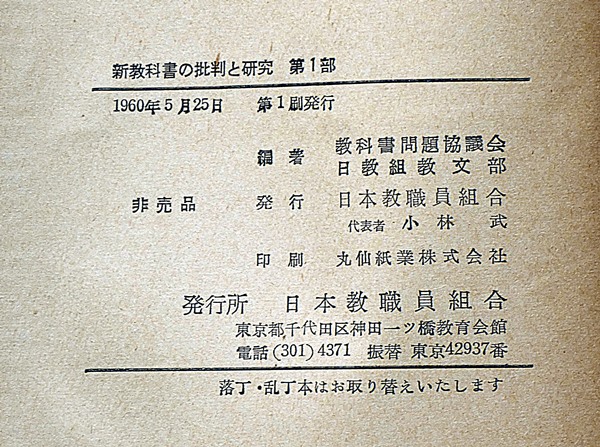 新教科書の批判と研究 第1部
1960年5月25日 第1刷発行
編著 教科書問題協議会
日教組教文部
非売品 発行 日本教職員組合
代表者 小林 武
印刷 丸仙紙業株式会社
発行所 日本教職員組合
東京都千代田区神田一ツ橋教育会館
電話(301)4371 振替 東京42937番
落丁・乱丁本はお取り替えいたします